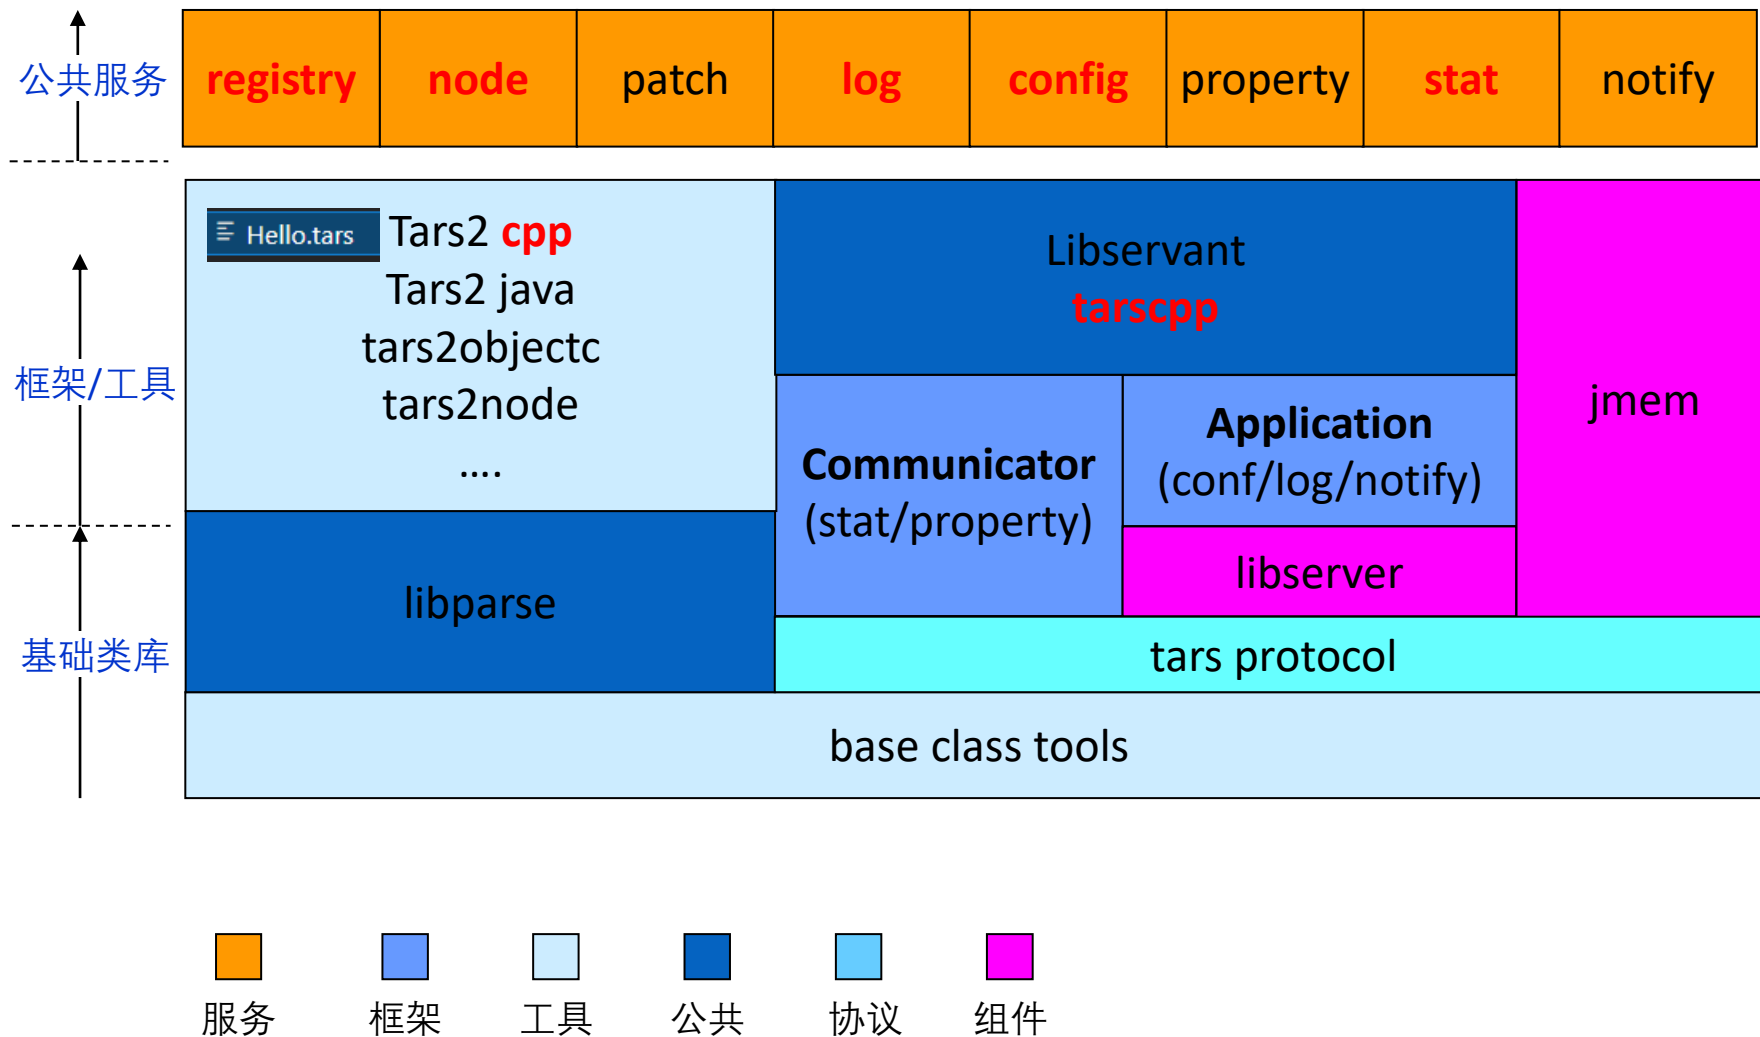 公共服务
registry
node
patch
log
config
property
stat
notify
框架/工具
Hello.tars
Tars2 cpp
Tars2 java
tars2objectc
tars2node
....
Libservant
tarscpp
jmem
Communicator
(stat/property)
Application
(conf/log/notify)
libserver
基础类库
libparse
tars protocol
base class tools
服务
框架
工具
公共
协议
组件